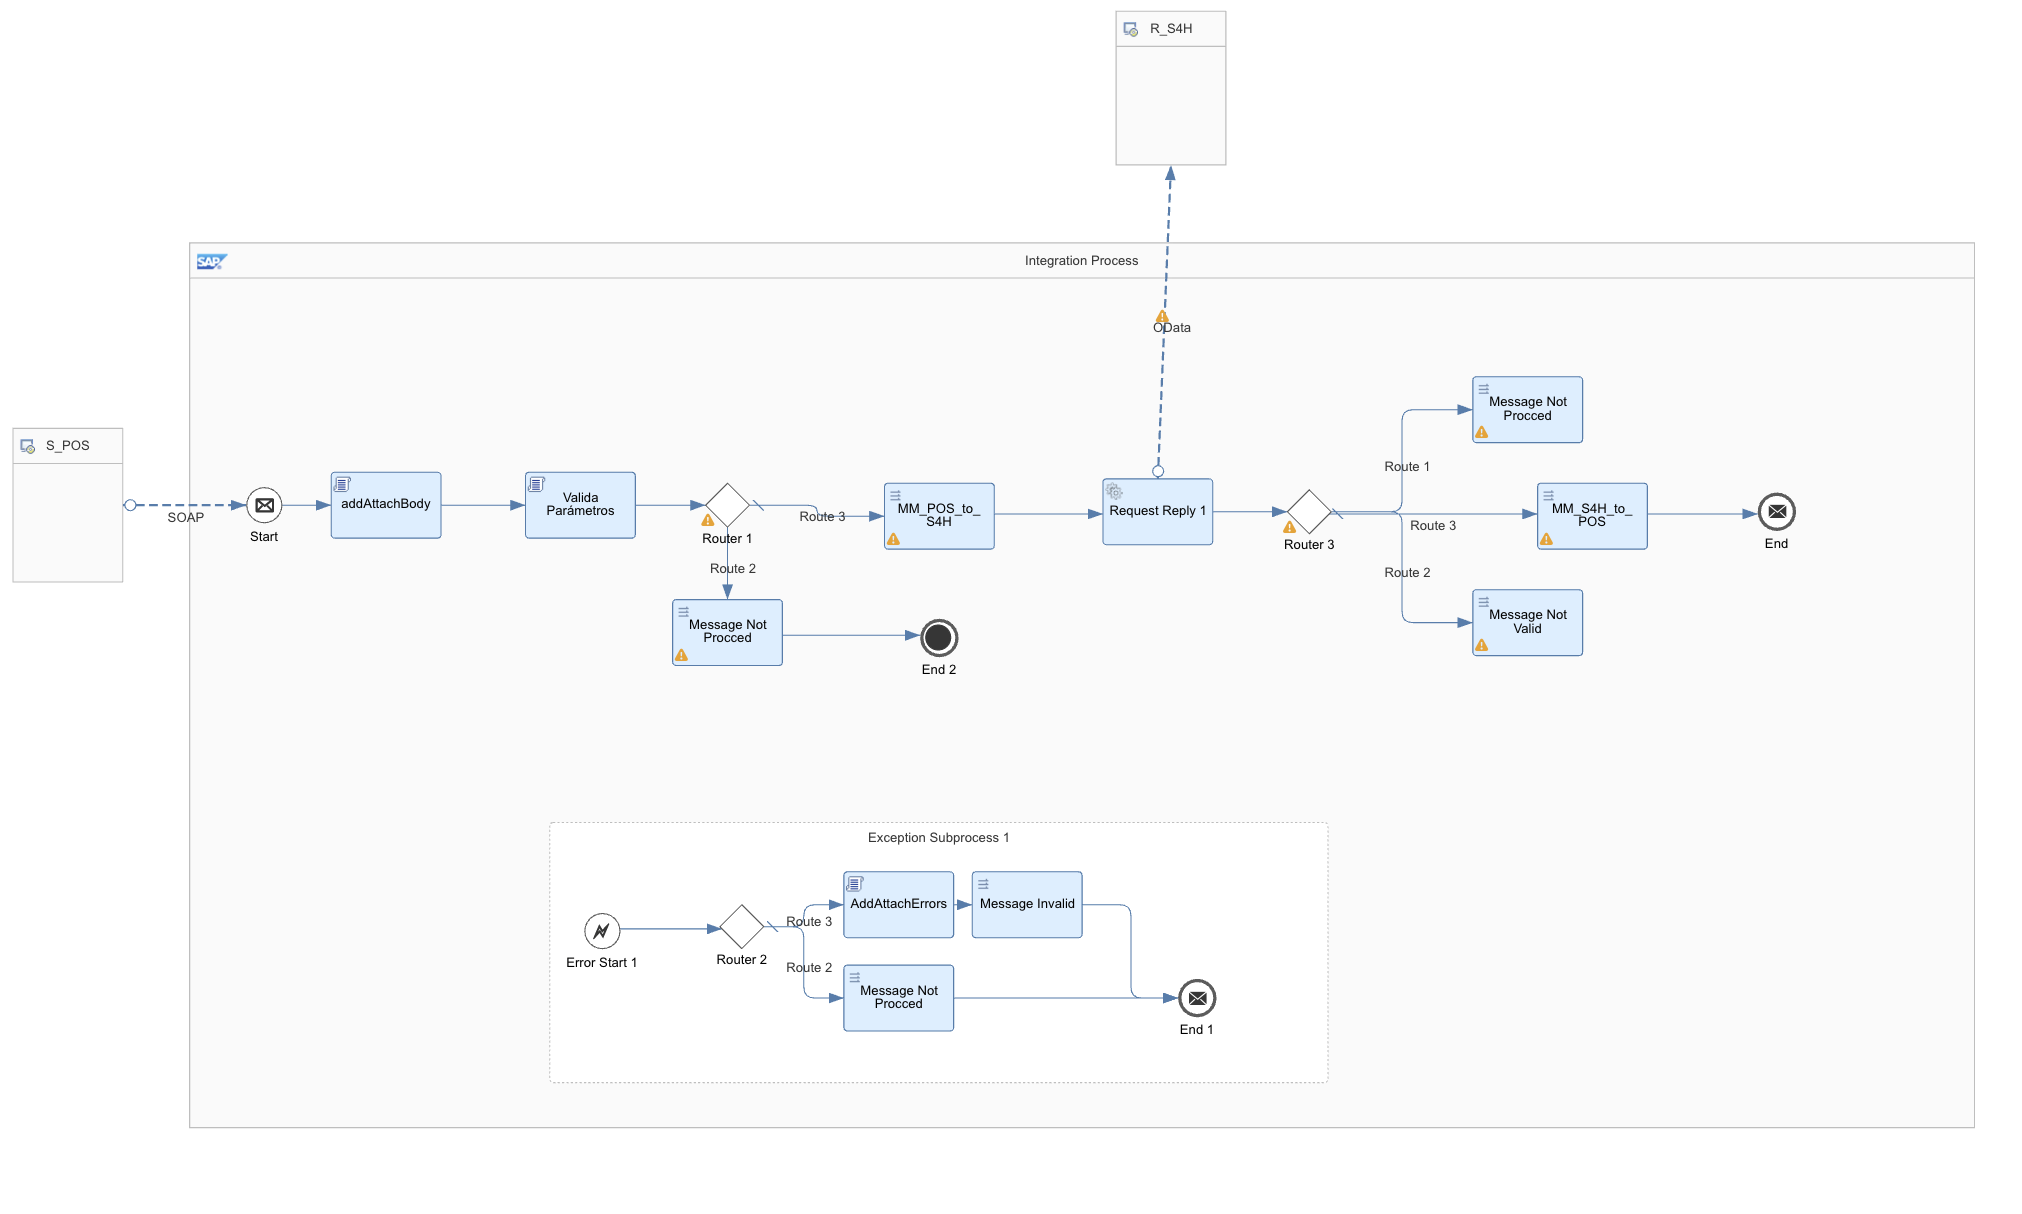 R_S4H
SAP
Integration Process
OData
S_POS
SOAP
Start
addAttachBody
Valida
Parámetros
Router 1
Route 3
Route 2
MM_POS_to_
S4H
Request Reply 1
Router 3
Route 1
Route 3
Route 2
Message Not
Procced
MM_S4H_to_
POS
End
Message Not
Valid
Message Not
Procced
End 2
Exception Subprocess 1
Error Start 1
Router 2
Route 3
Route 2
AddAttachErrors
Message Invalid
Message Not
Procced
End 1